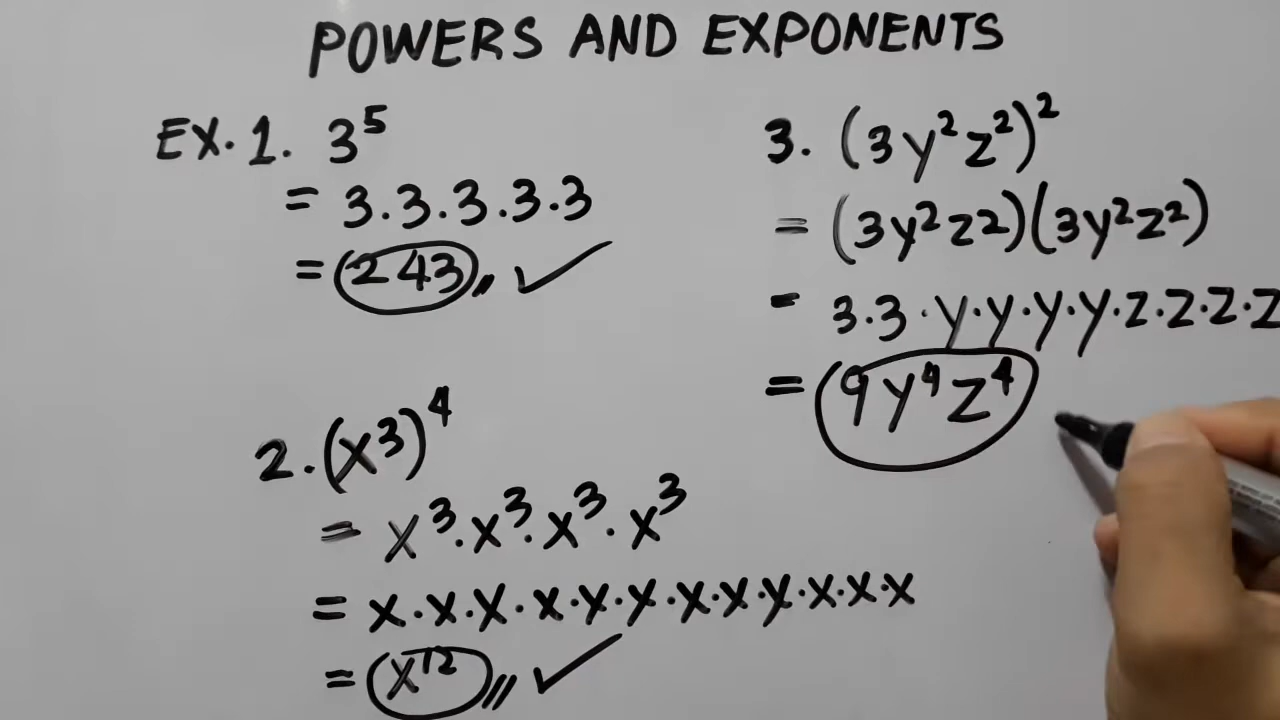 POWERS AND EXPONENTS
EX. 1. 3⁵
= 3.3.3.3.3
= 243
2. (x³)⁴
= x³.x³.x³.x³
= x·x·x·x·x·x·x·x·x·x·x·x
= x¹²
3. (3y²z²)²
= (3y²z2)(3y²z²)
= 3·3·y·y·y·y·z·z·z·z
= 9y⁴z⁴